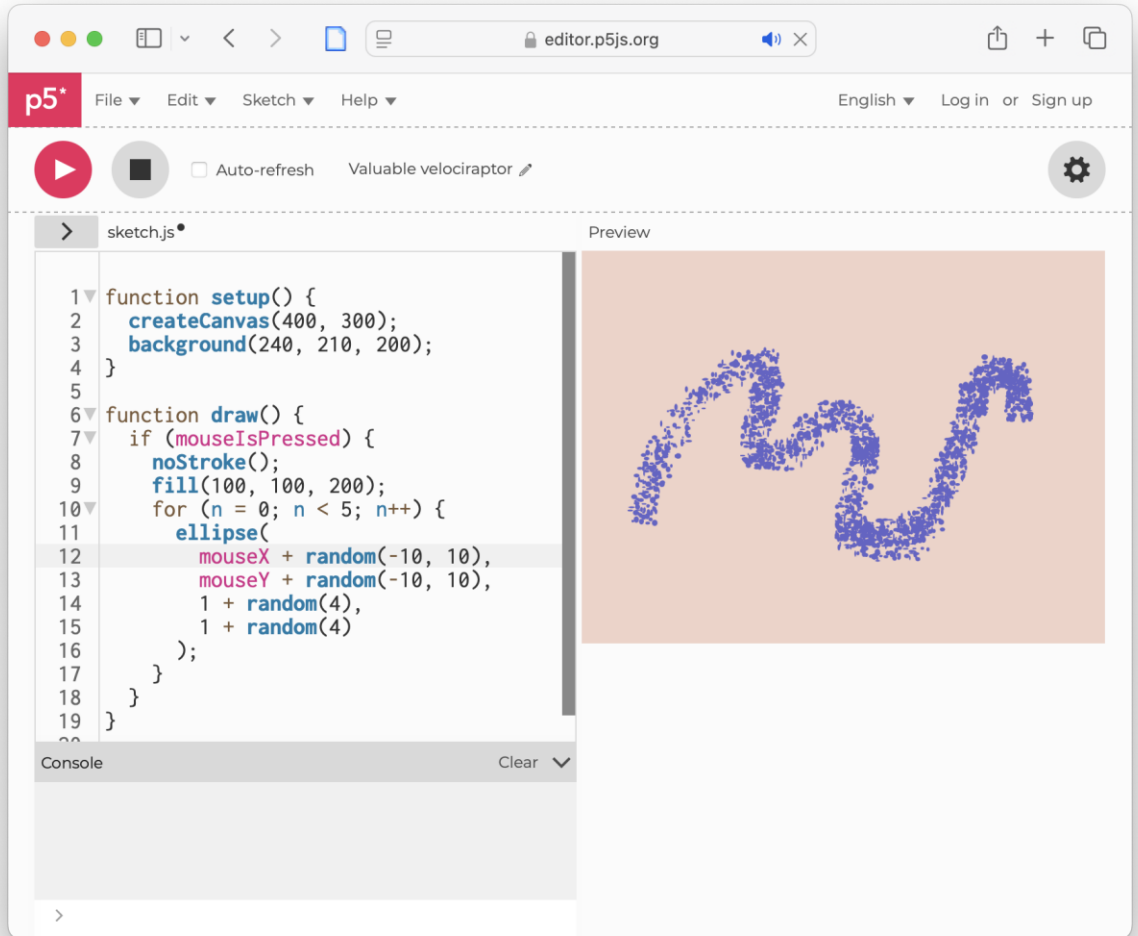 editor.p5js.org
p5* File Edit Sketch Help English Log in or Sign up
Auto-refresh Valuable velociraptor
sketch.js Preview
1 function setup() {
2   createCanvas(400, 300);
3   background(240, 210, 200);
4 }
5
6 function draw() {
7   if (mouseIsPressed) {
8     noStroke();
9     fill(100, 100, 200);
10     for (n = 0; n < 5; n++) {
11       ellipse(
12         mouseX + random(-10, 10),
13         mouseY + random(-10, 10),
14         1 + random(4),
15         1 + random(4)
16       );
17     }
18   }
19 }
Console Clear
>